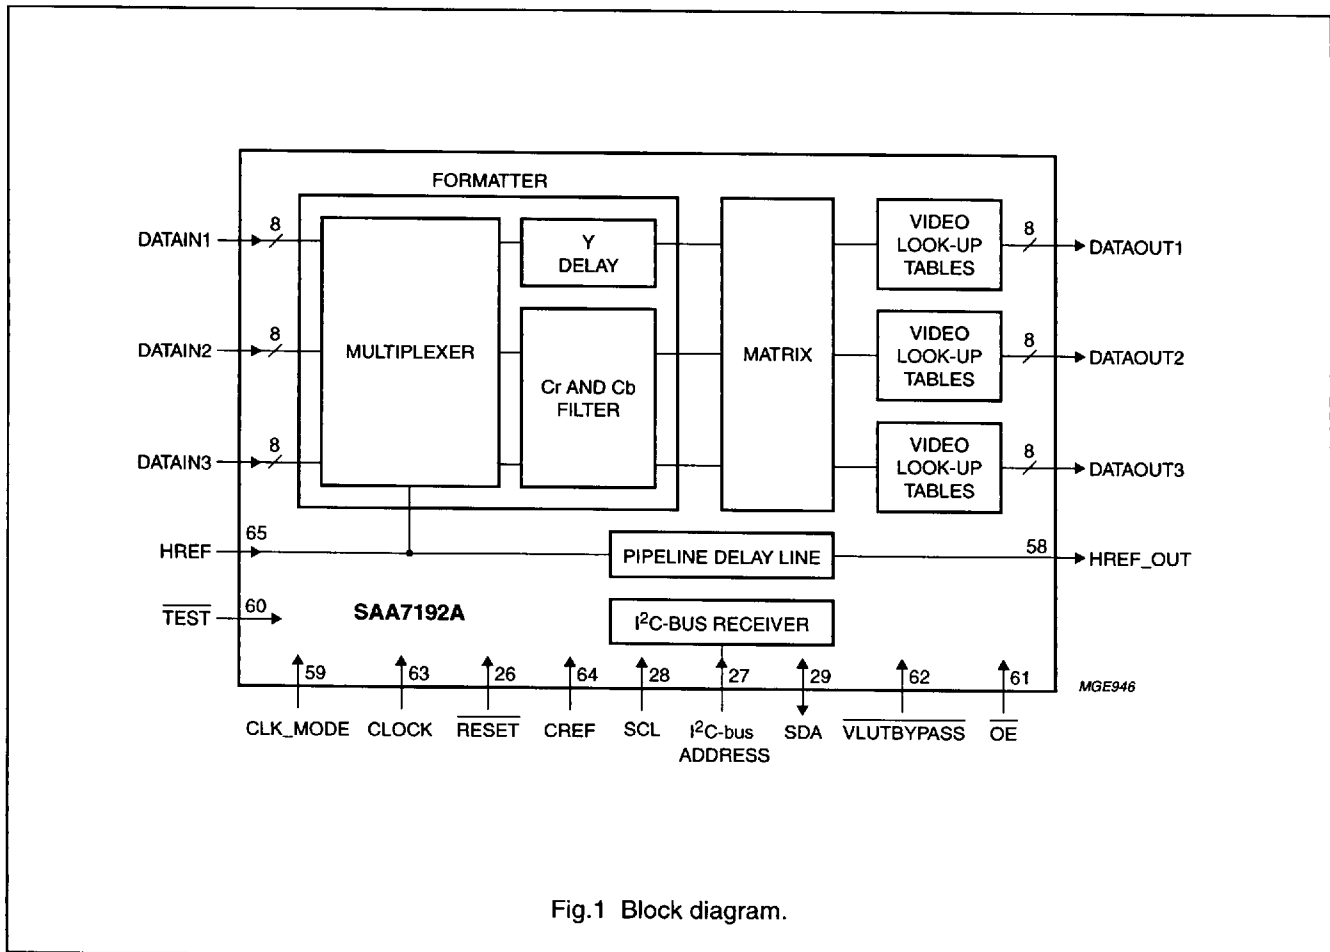 FORMATTER
DATAIN1
8
MULTIPLEXER
Y
DELAY
VIDEO
LOOK-UP
TABLES
8
DATAOUT1
DATAIN2
8
Cr AND Cb
FILTER
MATRIX
VIDEO
LOOK-UP
TABLES
8
DATAOUT2
DATAIN3
8
VIDEO
LOOK-UP
TABLES
8
DATAOUT3
HREF
65
PIPELINE DELAY LINE
58
HREF_OUT
TEST
60
SAA7192A
I²C-BUS RECEIVER
59
63
26
64
28
27
29
62
61
MGE946
CLK_MODE
CLOCK
RESET
CREF
SCL
I²C-bus
ADDRESS
SDA
VLUTBYPASS
OE
Fig.1 Block diagram.